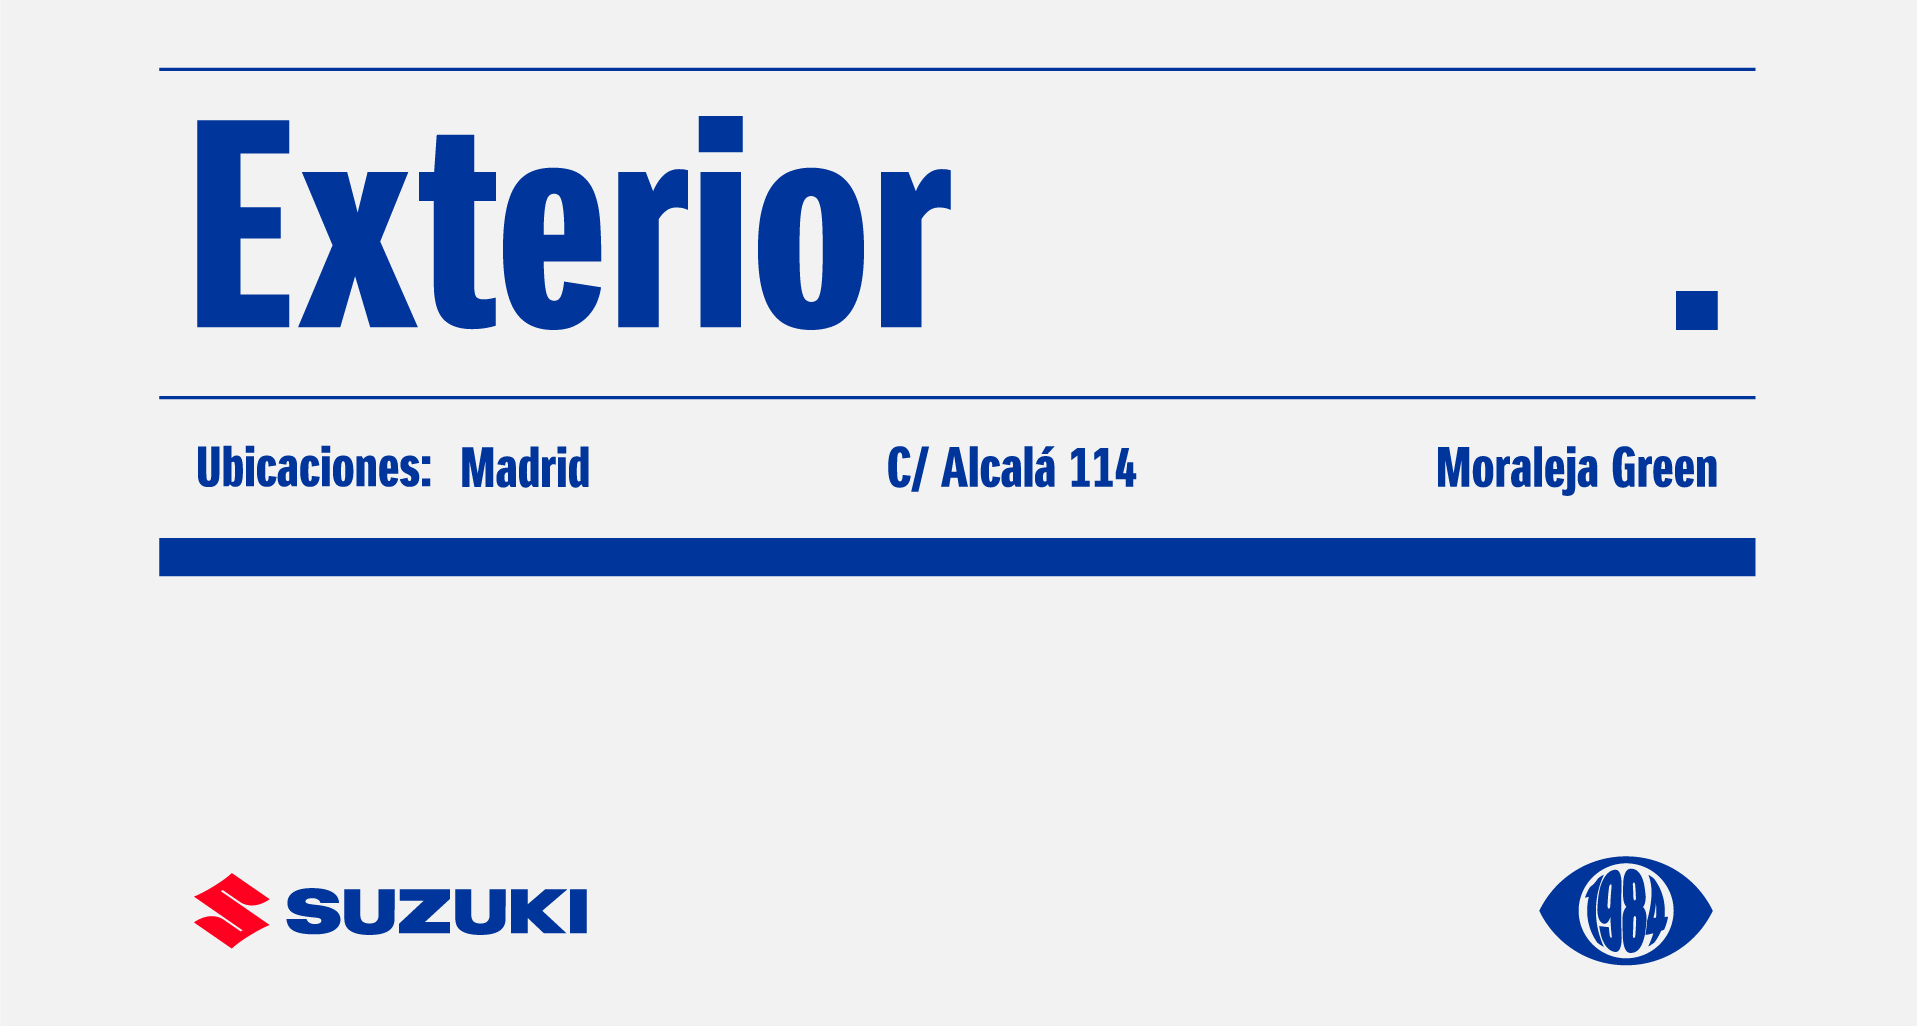 Exterior .
Ubicaciones: Madrid C/ Alcalá 114 Moraleja Green
SUZUKI 1984